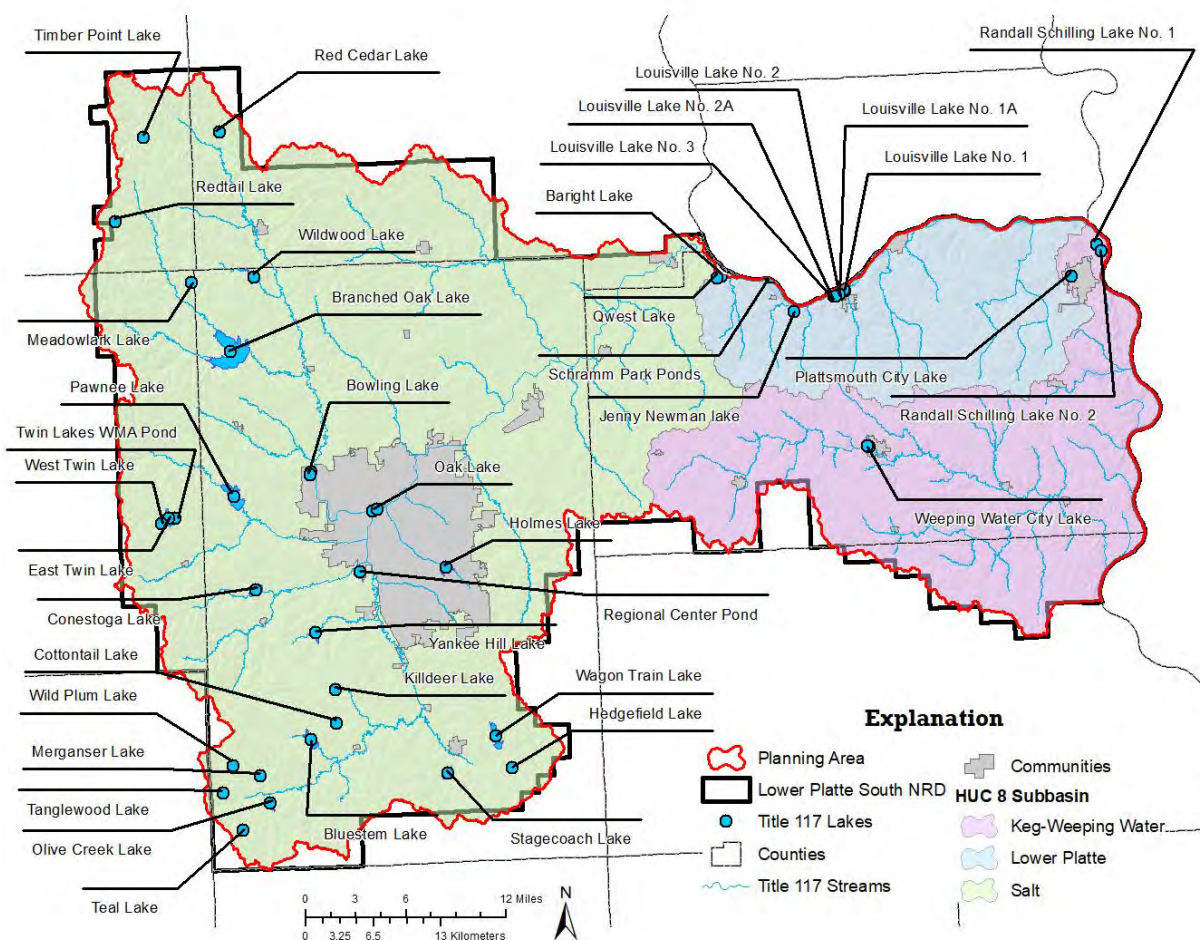 Timber Point Lake
Red Cedar Lake
Randall Schilling Lake No. 1
Louisville Lake No. 2
Louisville Lake No. 2A
Louisville Lake No. 1A
Louisville Lake No. 3
Louisville Lake No. 1
Redtail Lake
Baright Lake
Wildwood Lake
Branched Oak Lake
Qwest Lake
Meadowlark Lake
Schramm Park Ponds
Plattsmouth City Lake
Pawnee Lake
Bowling Lake
Jenny Newman lake
Randall Schilling Lake No. 2
Twin Lakes WMA Pond
West Twin Lake
Oak Lake
Holmes Lake
Weeping Water City Lake
East Twin Lake
Conestoga Lake
Regional Center Pond
Yankee Hill Lake
Cottontail Lake
Killdeer Lake
Wagon Train Lake
Wild Plum Lake
Hedgefield Lake
Merganser Lake
Tanglewood Lake
Bluestem Lake
Stagecoach Lake
Olive Creek Lake
Teal Lake
Explanation
Planning Area
Lower Platte South NRD
Title 117 Lakes
Counties
Title 117 Streams
Communities
HUC 8 Subbasin
Keg-Weeping Water
Lower Platte
Salt
0 3 6 12 Miles
0 3.25 6.5 13 Kilometers
N